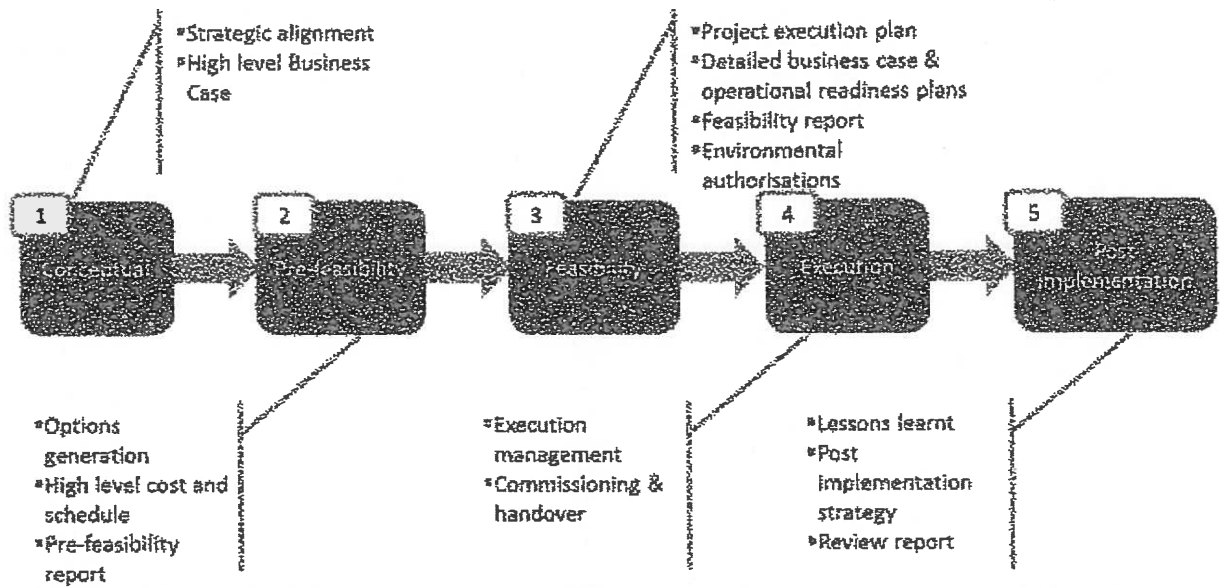 *Strategic alignment
*High level Business
Case
*Project execution plan
*Detailed business case &
operational readiness plans
*Feasibility report
*Environmental
authorisations
1
Conceptual
2
Pre-feasibility
3
Feasibility
4
Execution
5
Post
implementation
*Options
generation
*High level cost and
schedule
*Pre-feasibility
report
*Execution
management
*Commissioning &
handover
*Lessons learnt
*Post
implementation
strategy
*Review report